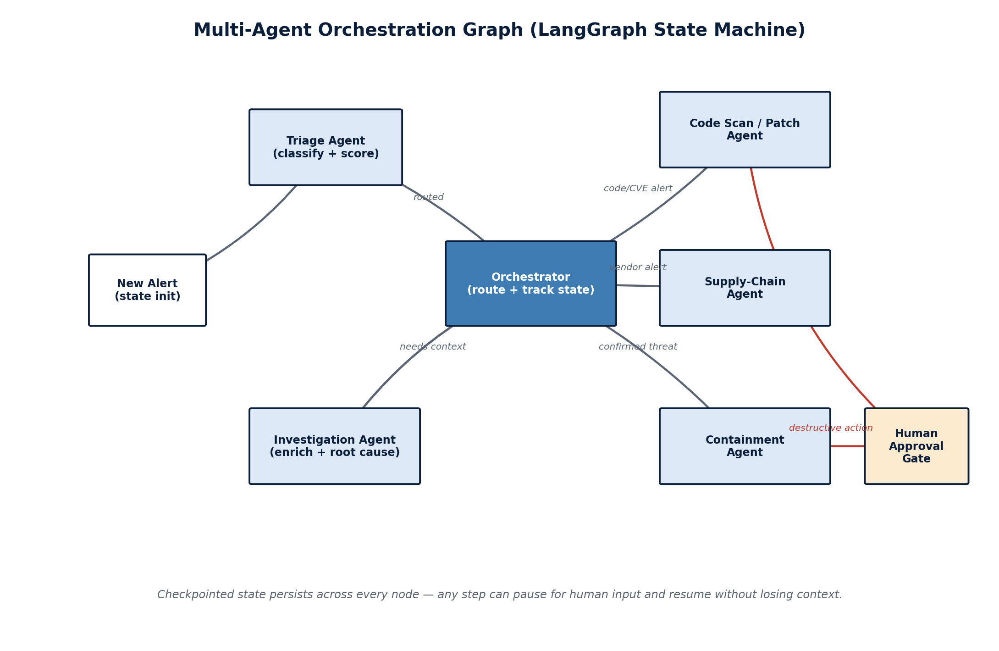 Multi-Agent Orchestration Graph (LangGraph State Machine)
Code Scan / Patch
Agent
Triage Agent
(classify + score)
code/CVE alert
routed
vendor alert
Orchestrator
(route + track state)
Supply-Chain
Agent
New Alert
(state init)
needs context
confirmed threat
destructive action
Investigation Agent
(enrich + root cause)
Containment
Agent
Human
Approval
Gate
Checkpointed state persists across every node — any step can pause for human input and resume without losing context.